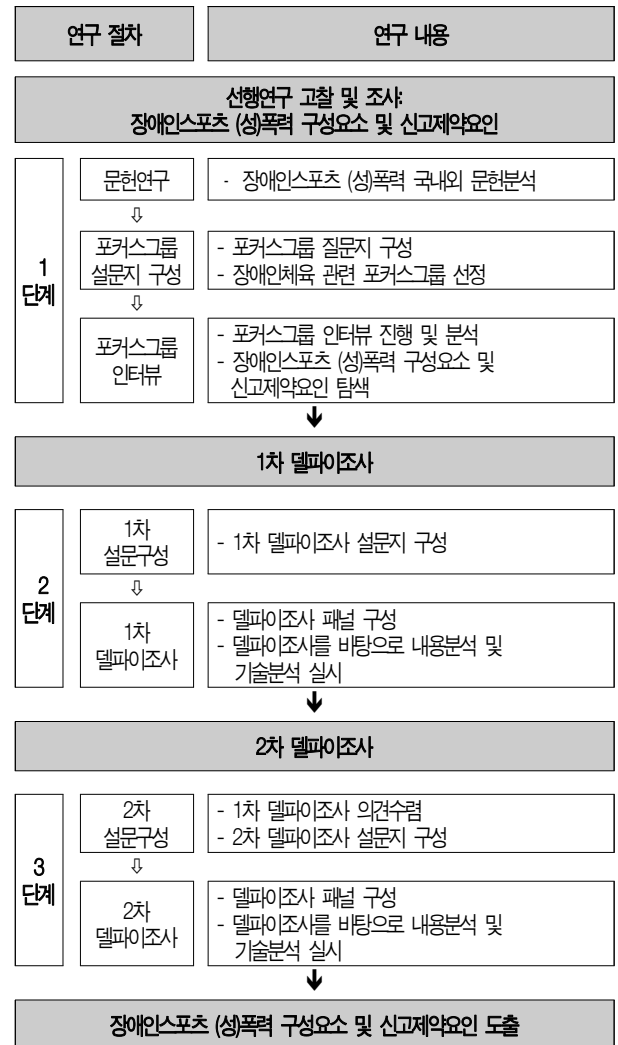 연구 절차
연구 내용
선행연구 고찰 및 조사:
장애인스포츠 (성)폭력 구성요소 및 신고제약요인
1
단계
문헌연구
- 장애인스포츠 (성)폭력 국내외 문헌분석
⇩
포커스그룹
설문지 구성
- 포커스그룹 질문지 구성
- 장애인체육 관련 포커스그룹 선정
⇩
포커스그룹
인터뷰
- 포커스그룹 인터뷰 진행 및 분석
- 장애인스포츠 (성)폭력 구성요소 및
신고제약요인 탐색
1차 델파이조사
2
단계
1차
설문구성
- 1차 델파이조사 설문지 구성
⇩
1차
델파이조사
- 델파이조사 패널 구성
- 델파이조사를 바탕으로 내용분석 및
기술분석 실시
2차 델파이조사
3
단계
2차
설문구성
- 1차 델파이조사 의견수렴
- 2차 델파이조사 설문지 구성
⇩
2차
델파이조사
- 델파이조사 패널 구성
- 델파이조사를 바탕으로 내용분석 및
기술분석 실시
장애인스포츠 (성)폭력 구성요소 및 신고제약요인 도출